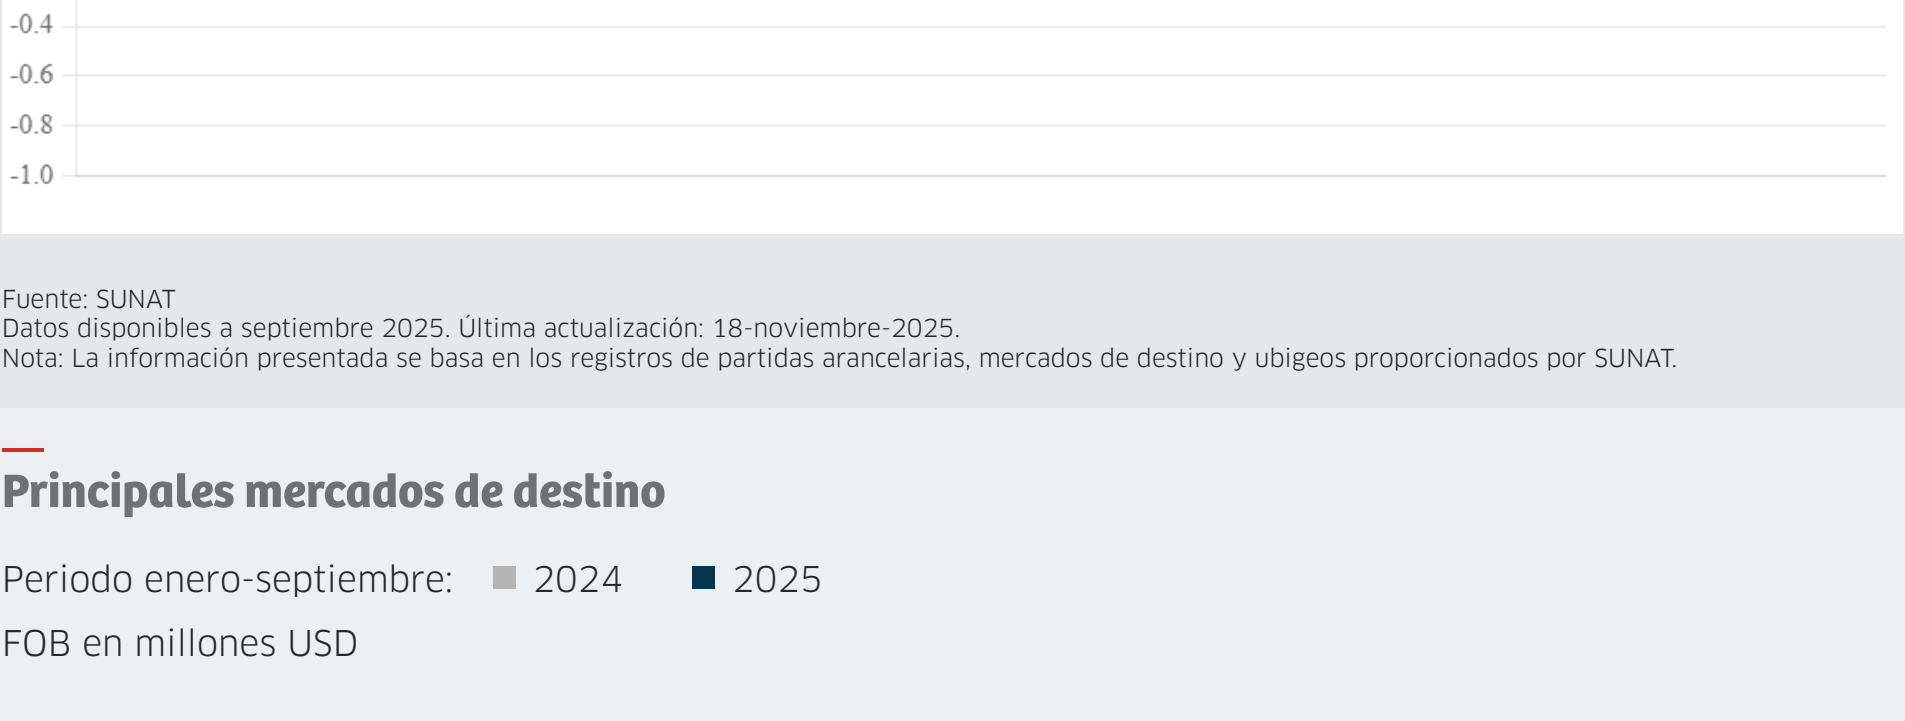 -0.4
-0.6
-0.8
-1.0
Fuente: SUNAT
Datos disponibles a septiembre 2025. Última actualización: 18-noviembre-2025.
Nota: La información presentada se basa en los registros de partidas arancelarias, mercados de destino y ubigeos proporcionados por SUNAT.
Principales mercados de destino
Periodo enero-septiembre: 2024 2025
FOB en millones USD